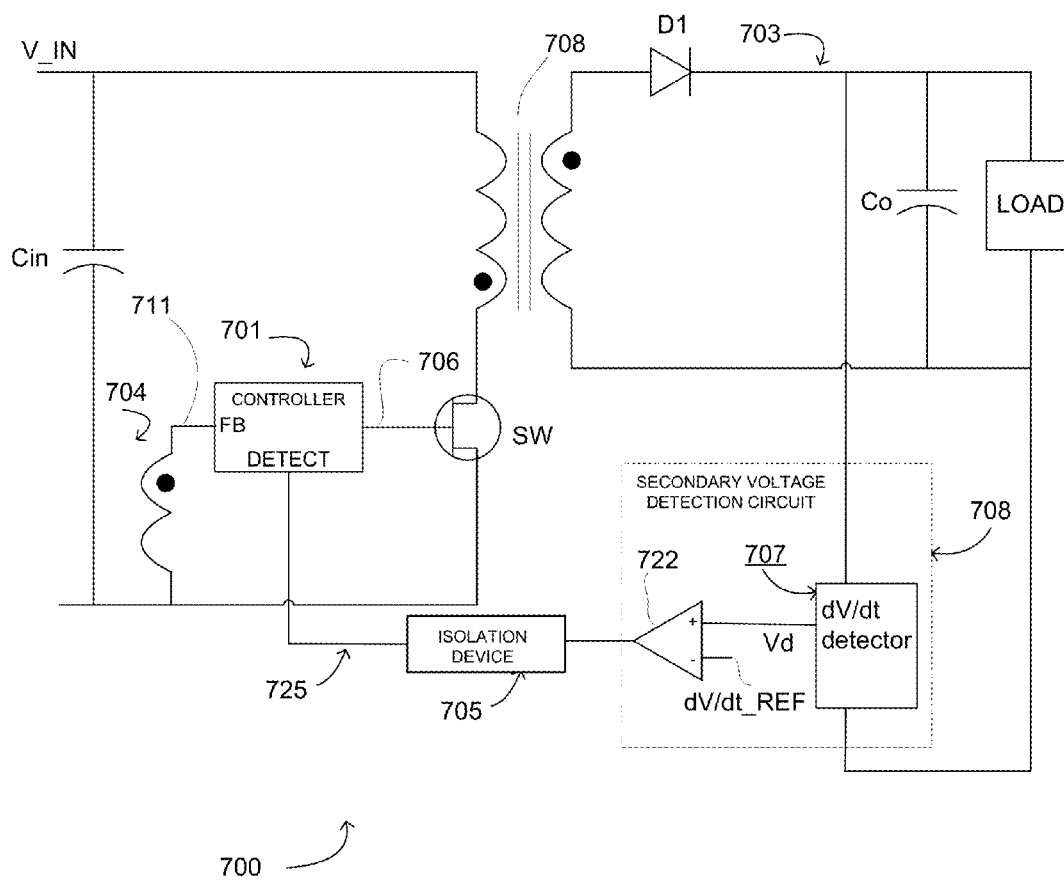 D1
708
703
V_IN
Co
LOAD
Cin
711
701
706
704
CONTROLLER
FB
DETECT
SW
SECONDARY VOLTAGE
DETECTION CIRCUIT
708
722
707
dV/dt
detector
+
Vd
-
dV/dt_REF
ISOLATION
DEVICE
725
705
700